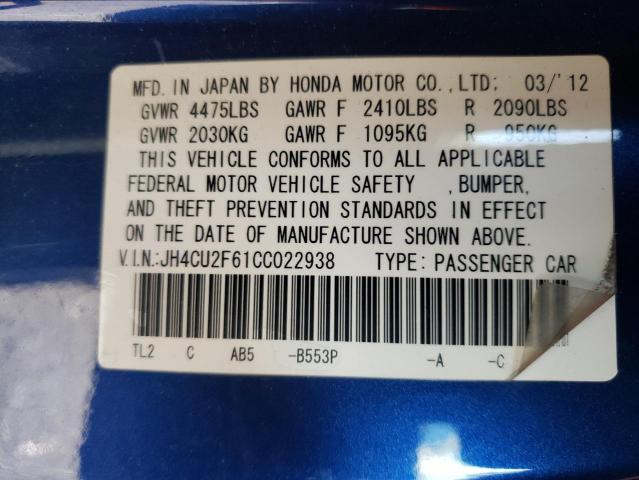 MFD. IN JAPAN BY HONDA MOTOR CO.,LTD; 03/'12
GVWR 4475LBS GAWR F 2410LBS R 2090LBS
GVWR 2030KG GAWR F 1095KG R 950KG
THIS VEHICLE CONFORMS TO ALL APPLICABLE
FEDERAL MOTOR VEHICLE SAFETY ,BUMPER,
AND THEFT PREVENTION STANDARDS IN EFFECT
ON THE DATE OF MANUFACTURE SHOWN ABOVE.
V.IN.:JH4CU2F61CC022938 TYPE: PASSENGER CAR
TL2 C AB5 -B553P -A -C